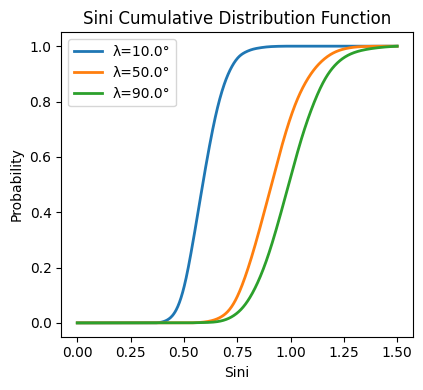 Sini Cumulative Distribution Function
λ=10.0°
λ=50.0°
λ=90.0°
Probability
1.0
0.8
0.6
0.4
0.2
0.0
0.00 0.25 0.50 0.75 1.00 1.25 1.50
Sini